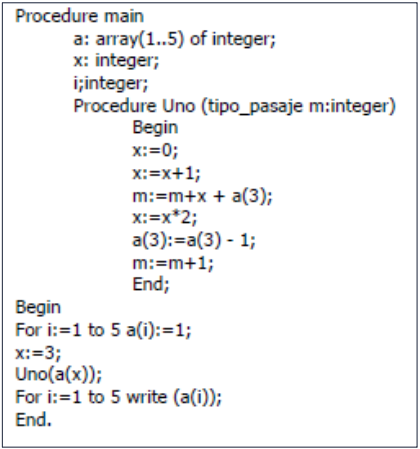 Procedure main
a: array(1..5) of integer;
x: integer;
i;integer;
Procedure Uno (tipo_pasaje m:integer)
Begin
x:=0;
x:=x+1;
m:=m+x + a(3);
x:=x*2;
a(3):=a(3) - 1;
m:=m+1;
End;
Begin
For i:=1 to 5 a(i):=1;
x:=3;
Uno(a(x));
For i:=1 to 5 write (a(i));
End.